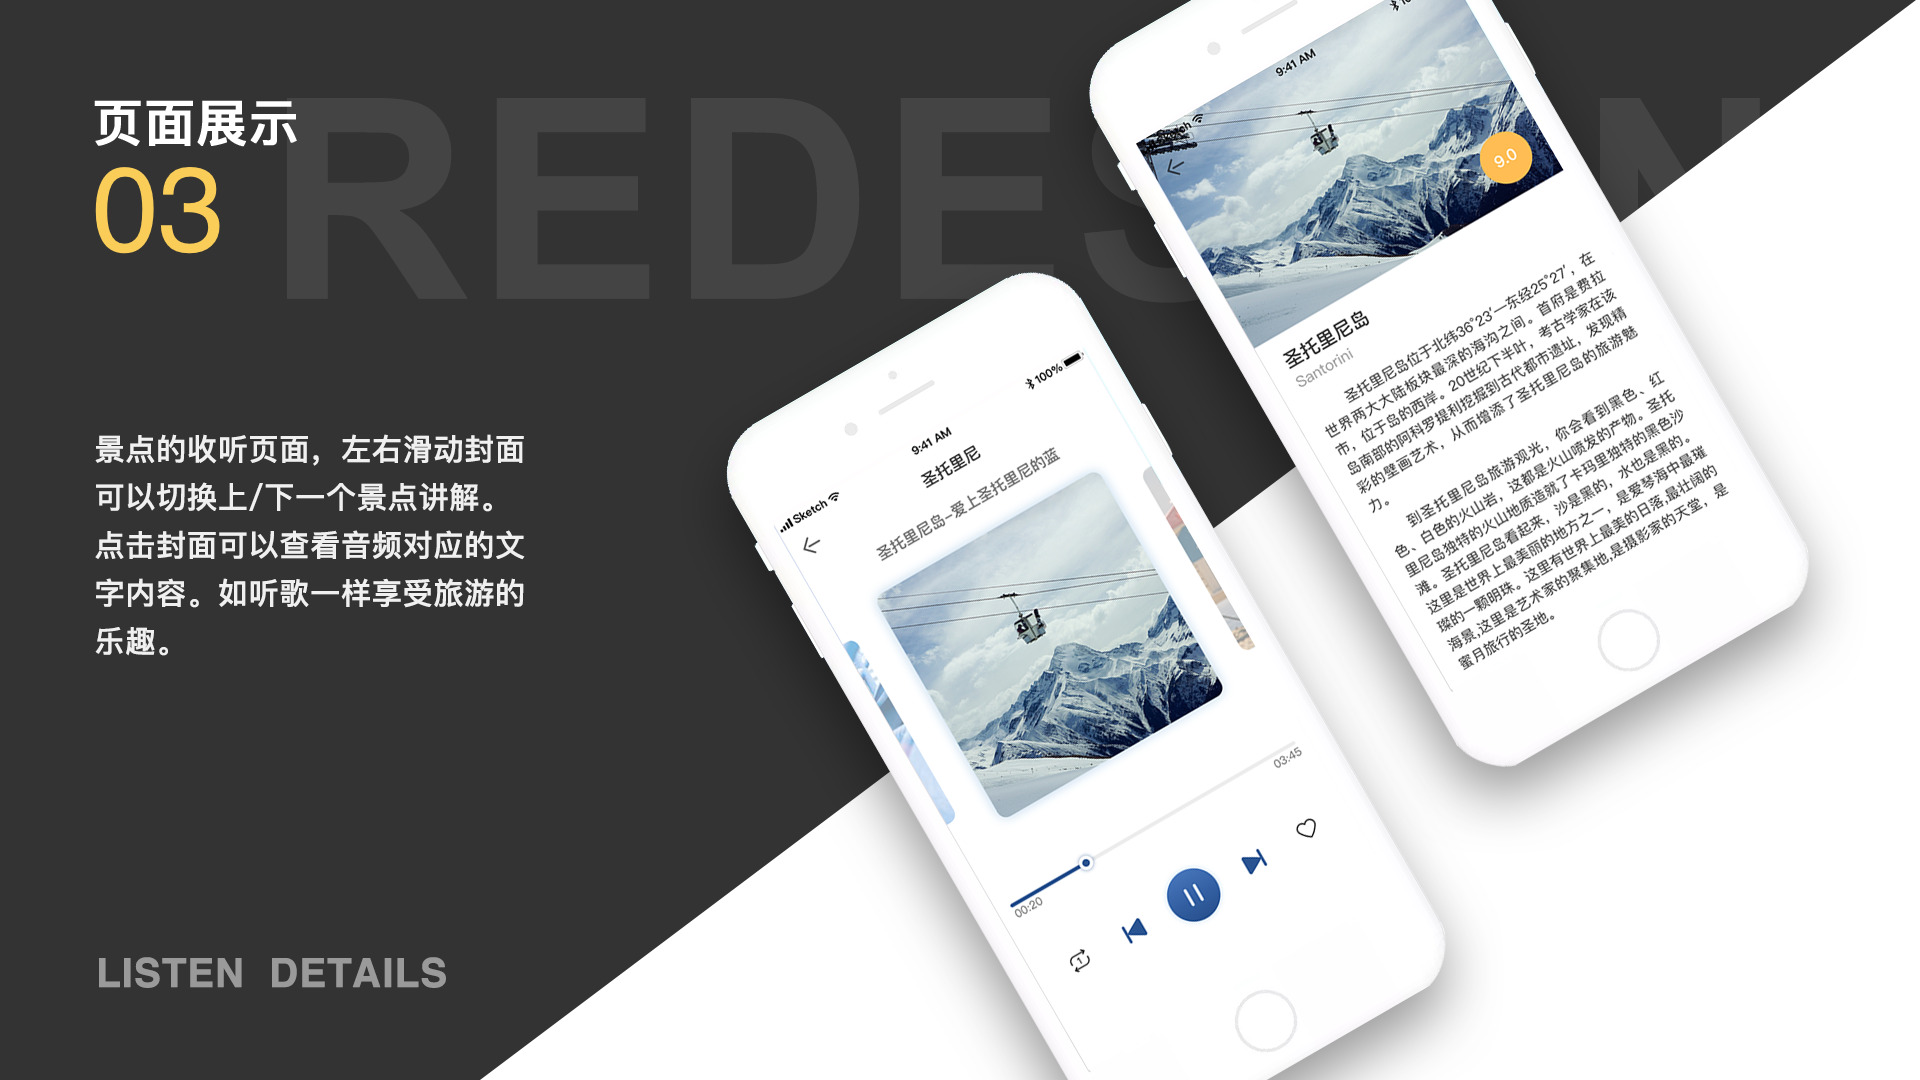 页面展示
03
REDESIGN
景点的收听页面，左右滑动封面
可以切换上/下一个景点讲解。
点击封面可以查看音频对应的文
字内容。如听歌一样享受旅游的
乐趣。
LISTEN DETAILS
Sketch
9:41 AM
100%
圣托里尼
圣托里尼岛-爱上圣托里尼的蓝
00:20
03:45
9:41 AM
9.0
圣托里尼岛
Santorini
圣托里尼岛位于北纬36°23′—东经25°27′，在
世界两大大陆板块最深的海沟之间。首府是费拉
市，位于岛的西岸。20世纪下半叶，考古学家在该
岛南部的阿科罗提利挖掘到古代都市遗址，发现精
彩的壁画艺术，从而增添了圣托里尼岛的旅游魅
力。
到圣托里尼岛旅游观光，你会看到黑色、红
色、白色的火山岩，这都是火山喷发的产物。圣托
里尼岛独特的火山地质造就了卡玛里独特的黑色沙
滩。圣托里尼岛看起来，沙是黑的，水也是黑的。
这里是世界上最美丽的地方之一，是爱琴海中最璀
璨的一颗明珠。这里有世界上最美的日落,最壮阔的
海景,这里是艺术家的聚集地,是摄影家的天堂，是
蜜月旅行的圣地。